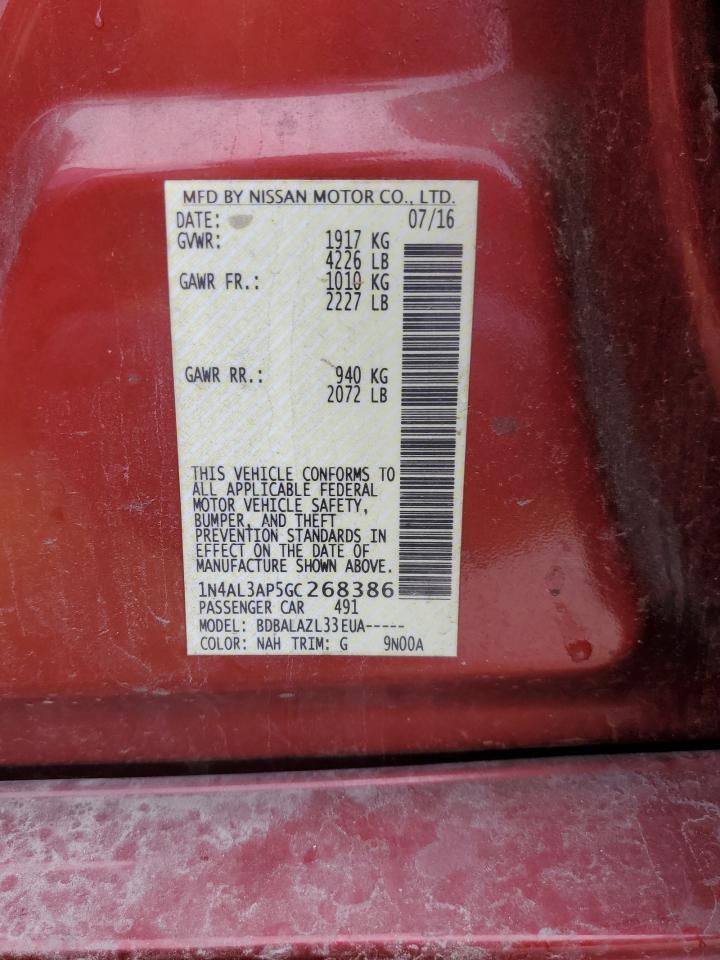 MFD BY NISSAN MOTOR CO., LTD.
DATE: 07/16
GVWR: 1917 KG
4226 LB
GAWR FR.: 1010 KG
2227 LB
GAWR RR.: 940 KG
2072 LB
THIS VEHICLE CONFORMS TO
ALL APPLICABLE FEDERAL
MOTOR VEHICLE SAFETY,
BUMPER, AND THEFT
PREVENTION STANDARDS IN
EFFECT ON THE DATE OF
MANUFACTURE SHOWN ABOVE.
1N4AL3AP5GC268386
PASSENGER CAR 491
MODEL: BDBALAZL33EUA-----
COLOR: NAH TRIM: G 9N00A